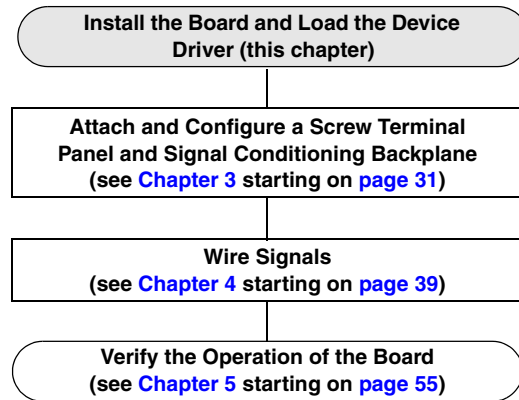 Install the Board and Load the Device
Driver (this chapter)
Attach and Configure a Screw Terminal
Panel and Signal Conditioning Backplane
(see Chapter 3 starting on page 31)
Wire Signals
(see Chapter 4 starting on page 39)
Verify the Operation of the Board
(see Chapter 5 starting on page 55)